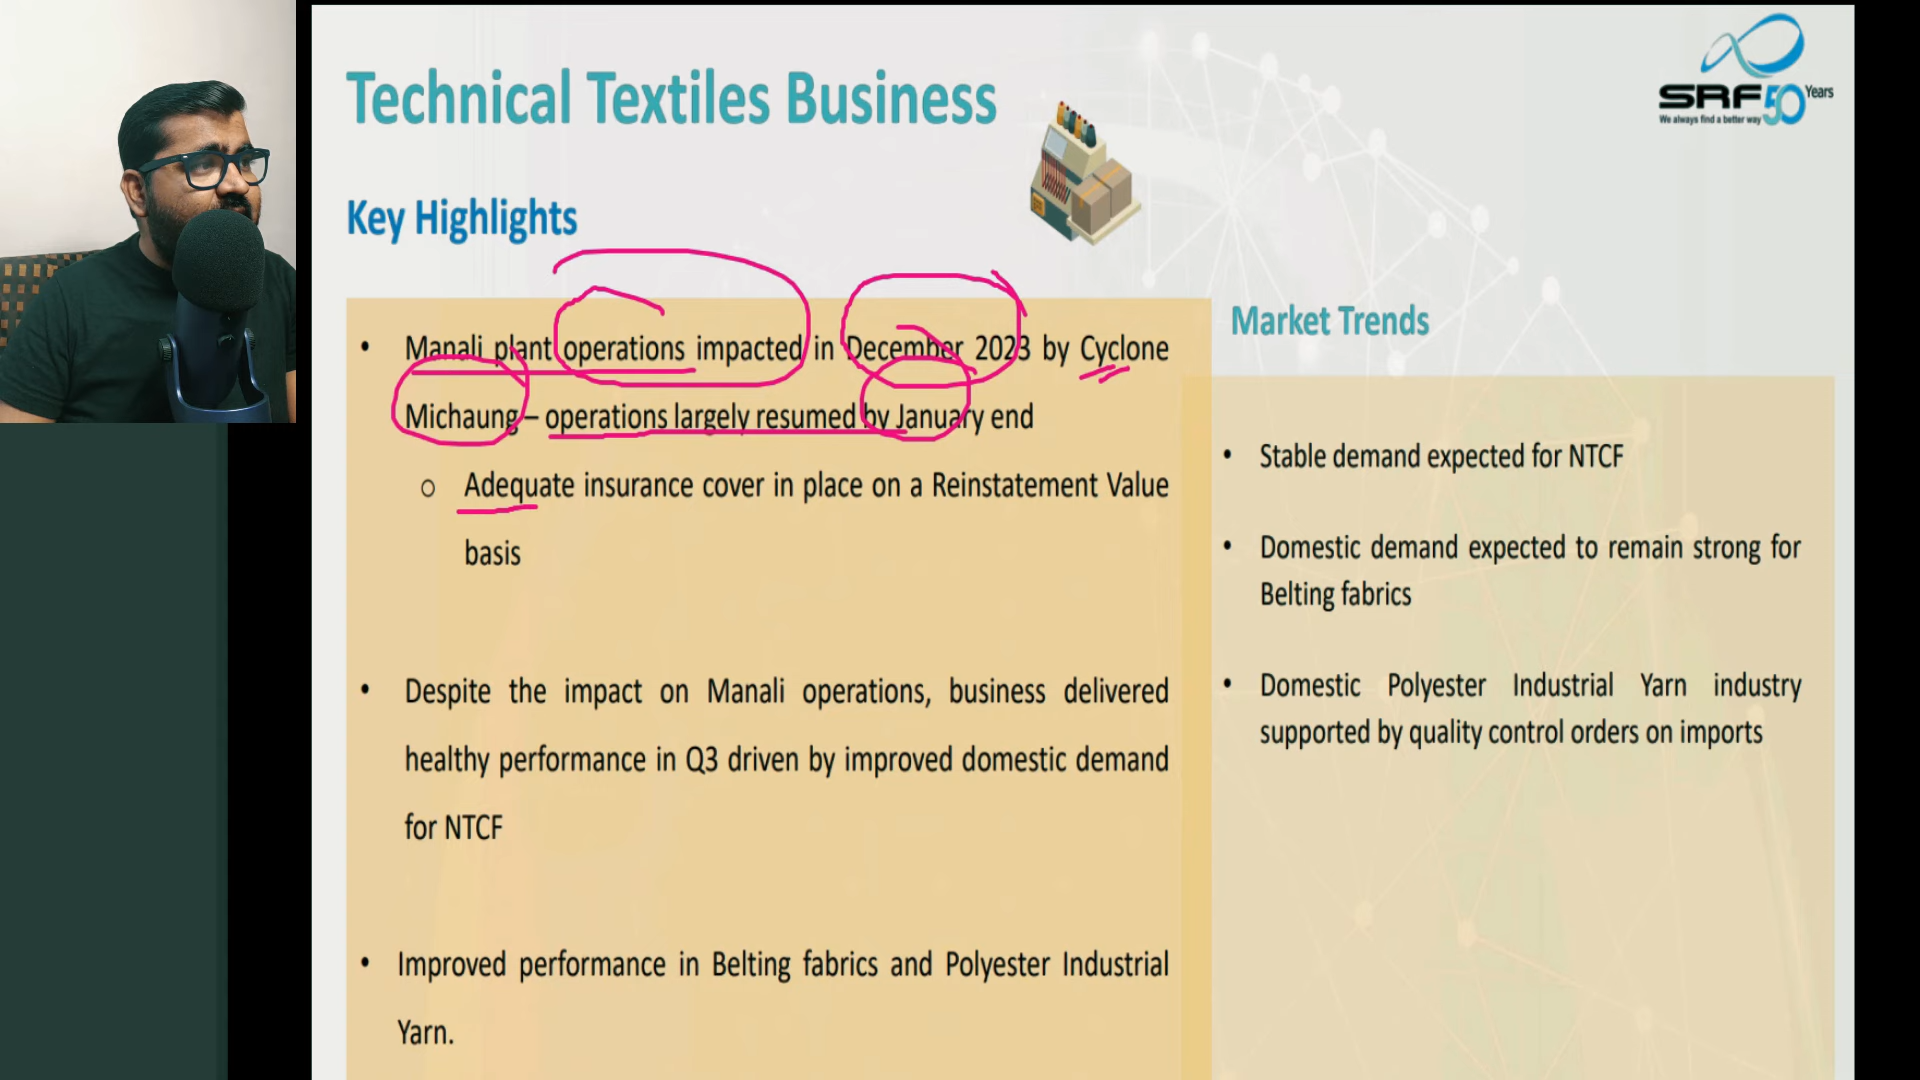 Technical Textiles Business
SRF 50 Years
We always find a better way
Key Highlights
• Manali plant operations impacted in December 2023 by Cyclone
Michaung – operations largely resumed by January end
o Adequate insurance cover in place on a Reinstatement Value
basis
• Despite the impact on Manali operations, business delivered
healthy performance in Q3 driven by improved domestic demand
for NTCF
• Improved performance in Belting fabrics and Polyester Industrial
Yarn.
Market Trends
• Stable demand expected for NTCF
• Domestic demand expected to remain strong for
Belting fabrics
• Domestic Polyester Industrial Yarn industry
supported by quality control orders on imports